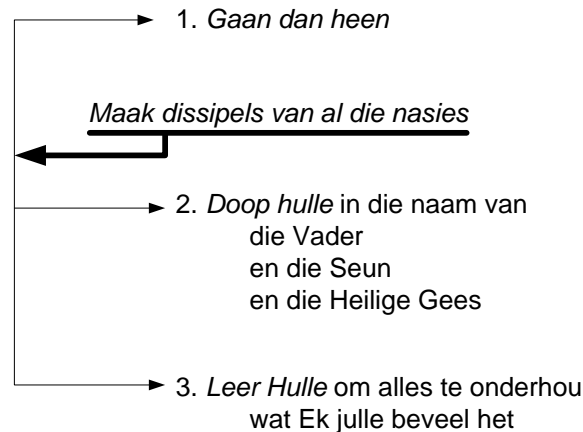 1. Gaan dan heen
Maak dissipels van al die nasies
2. Doop hulle in die naam van
die Vader
en die Seun
en die Heilige Gees
3. Leer Hulle om alles te onderhou
wat Ek julle beveel het